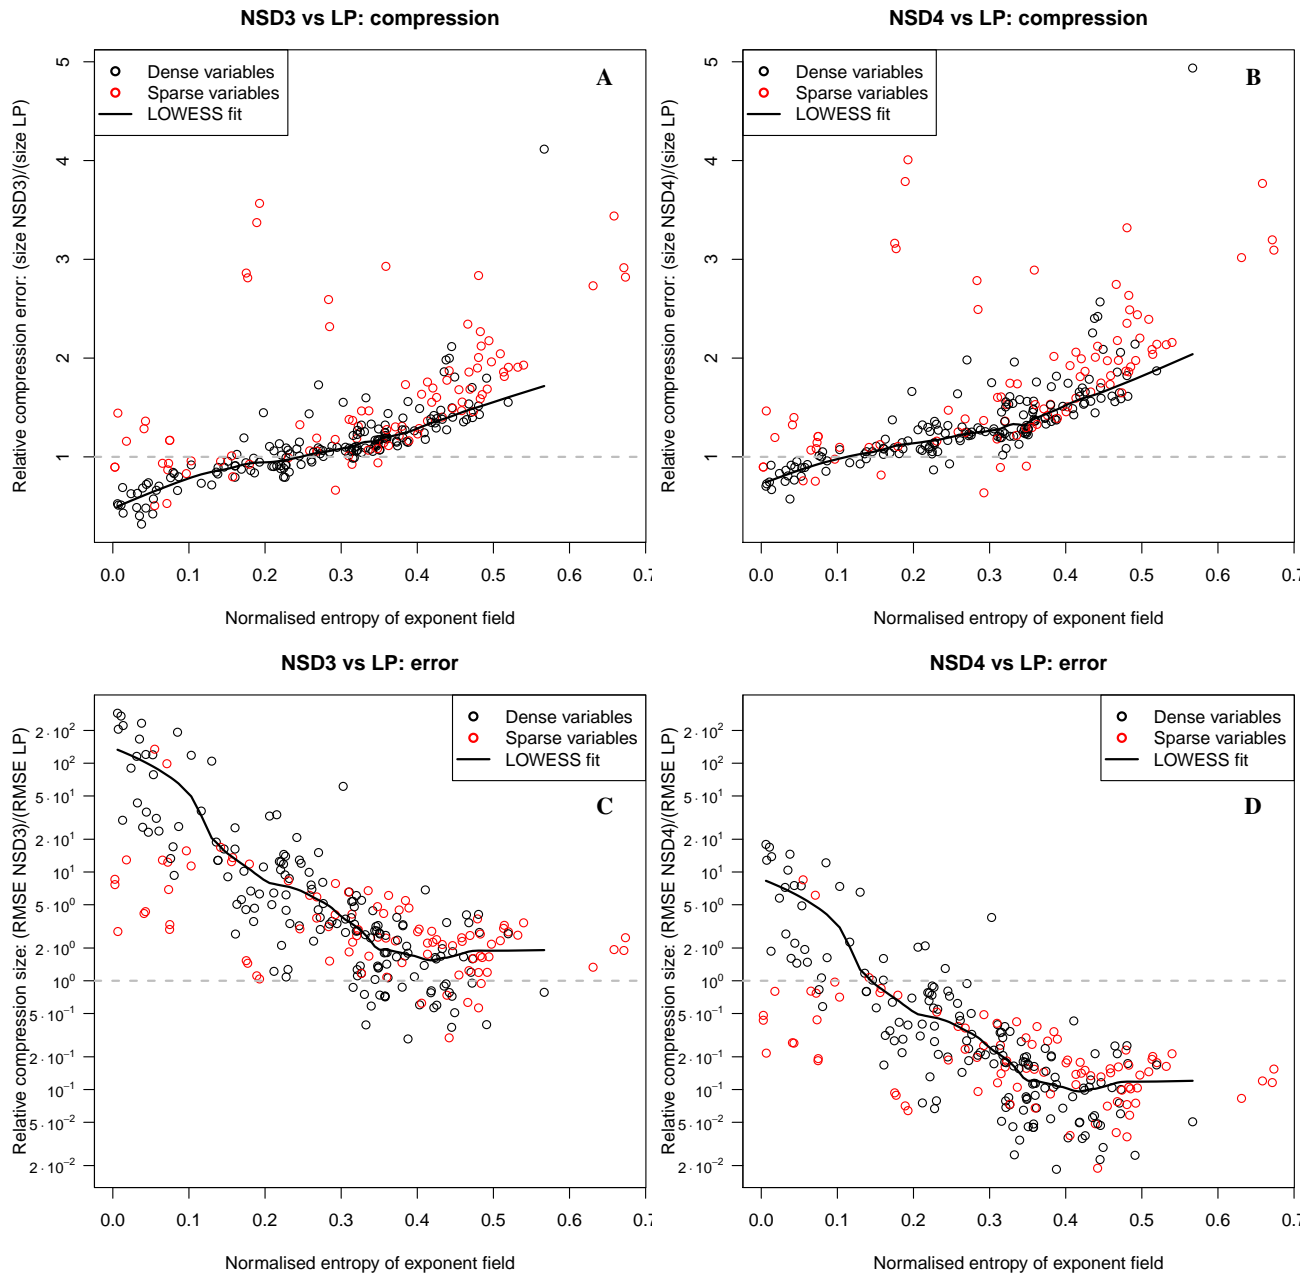 NSD3 vs LP: compression
Relative compression error: (size NSD3)/(size LP)
5
4
3
2
1
Dense variables
Sparse variables
LOWESS fit
A
0.0 0.1 0.2 0.3 0.4 0.5 0.6 0.7
Normalised entropy of exponent field
NSD4 vs LP: compression
Relative compression error: (size NSD4)/(size LP)
5
4
3
2
1
Dense variables
Sparse variables
LOWESS fit
B
0.0 0.1 0.2 0.3 0.4 0.5 0.6 0.7
Normalised entropy of exponent field
NSD3 vs LP: error
Relative compression size: (RMSE NSD3)/(RMSE LP)
2·10²
10²
5·10¹
2·10¹
10¹
5·10⁰
2·10⁰
10⁰
5·10⁻¹
2·10⁻¹
10⁻¹
5·10⁻²
2·10⁻²
Dense variables
Sparse variables
LOWESS fit
C
0.0 0.1 0.2 0.3 0.4 0.5 0.6 0.7
Normalised entropy of exponent field
NSD4 vs LP: error
Relative compression size: (RMSE NSD4)/(RMSE LP)
2·10²
10²
5·10¹
2·10¹
10¹
5·10⁰
2·10⁰
10⁰
5·10⁻¹
2·10⁻¹
10⁻¹
5·10⁻²
2·10⁻²
Dense variables
Sparse variables
LOWESS fit
D
0.0 0.1 0.2 0.3 0.4 0.5 0.6 0.7
Normalised entropy of exponent field